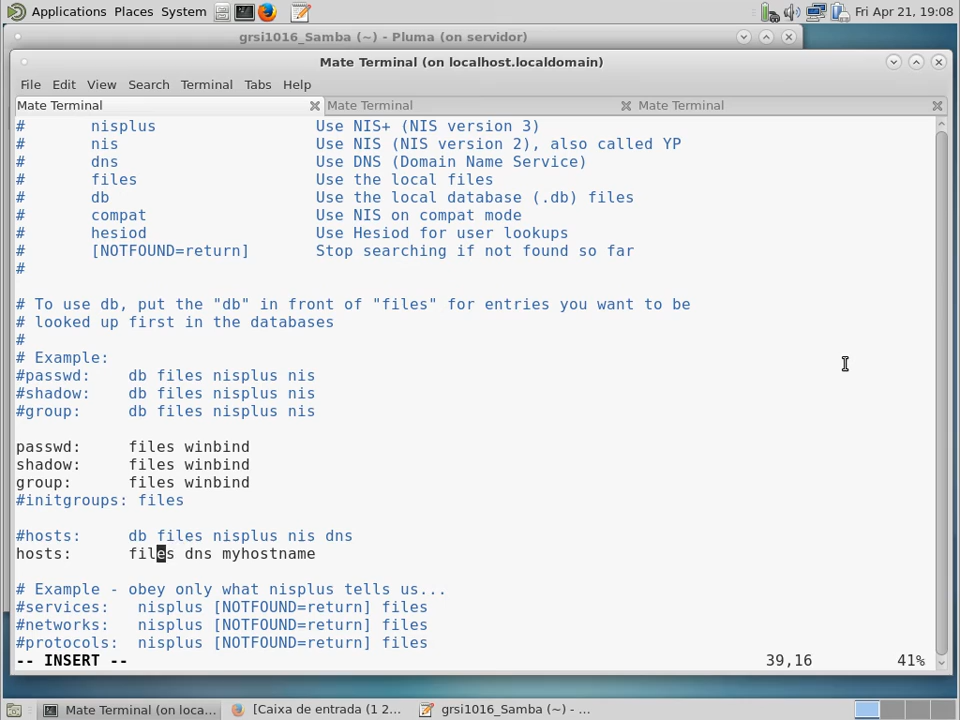 Applications Places System Fri Apr 21, 19:08
grsi1016_Samba (~) - Pluma (on servidor)
Mate Terminal (on localhost.localdomain)
File Edit View Search Terminal Tabs Help
Mate Terminal Mate Terminal Mate Terminal
#       nisplus                 Use NIS+ (NIS version 3)
#       nis                     Use NIS (NIS version 2), also called YP
#       dns                     Use DNS (Domain Name Service)
#       files                   Use the local files
#       db                      Use the local database (.db) files
#       compat                  Use NIS on compat mode
#       hesiod                  Use Hesiod for user lookups
#       [NOTFOUND=return]       Stop searching if not found so far
#
# To use db, put the "db" in front of "files" for entries you want to be
# looked up first in the databases
#
# Example:
#passwd:    db files nisplus nis
#shadow:    db files nisplus nis
#group:     db files nisplus nis
passwd:     files winbind
shadow:     files winbind
group:      files winbind
#initgroups: files
#hosts:     db files nisplus nis dns
hosts:      files dns myhostname
# Example - obey only what nisplus tells us...
#services:   nisplus [NOTFOUND=return] files
#networks:   nisplus [NOTFOUND=return] files
#protocols:  nisplus [NOTFOUND=return] files
-- INSERT -- 39,16 41%
Mate Terminal (on loca... [Caixa de entrada (1 2... grsi1016_Samba (~) - ...